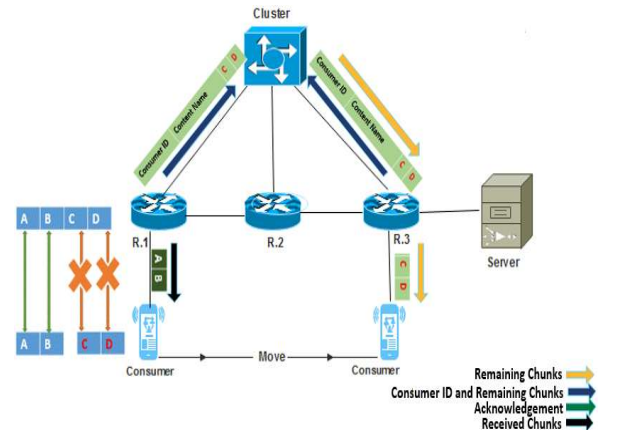 Cluster
Consumer ID Content Name C D
Consumer ID Content Name C D
A B C D
R.1
R.2
R.3
Server
A B
C D
A B
C D
Consumer
Move
Consumer
Remaining Chunks
Consumer ID and Remaining Chunks
Acknowledgement
Received Chunks